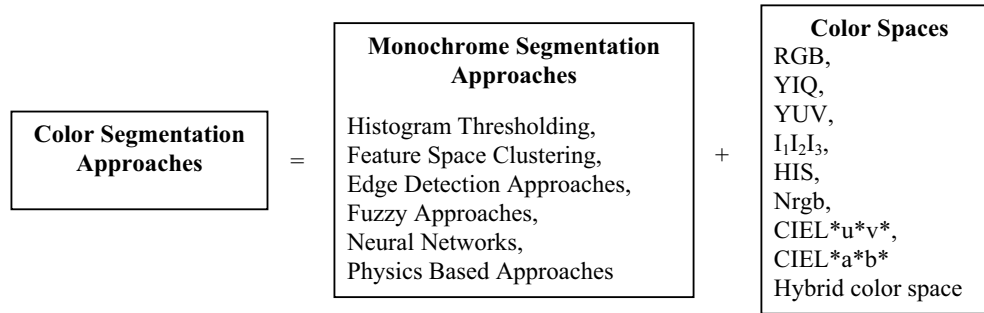 Color Segmentation
Approaches
=
Monochrome Segmentation
Approaches
Histogram Thresholding,
Feature Space Clustering,
Edge Detection Approaches,
Fuzzy Approaches,
Neural Networks,
Physics Based Approaches
+
Color Spaces
RGB,
YIQ,
YUV,
I₁I₂I₃,
HIS,
Nrgb,
CIEL*u*v*,
CIEL*a*b*
Hybrid color space